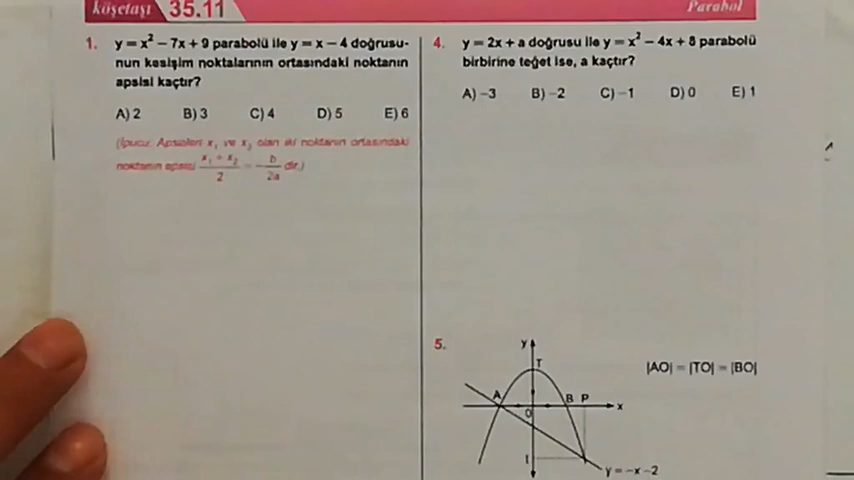 köşetaşı 35.11
Parabol
1. y = x² – 7x + 9 parabolü ile y = x – 4 doğrusu-
nun kesişim noktalarının ortasındaki noktanın
apsisi kaçtır?
A) 2 B) 3 C) 4 D) 5 E) 6
(İpucu: Apsisleri x₁ ve x₂ olan iki noktanın ortasındaki
noktanın apsisi (x₁ + x₂)/2 = –b/2a dir.)
4. y = 2x + a doğrusu ile y = x² – 4x + 8 parabolü
birbirine teğet ise, a kaçtır?
A) –3 B) –2 C) –1 D) 0 E) 1
5.
y
T
|AO| = |TO| = |BO|
A
B
P
0
x
y = –x –2